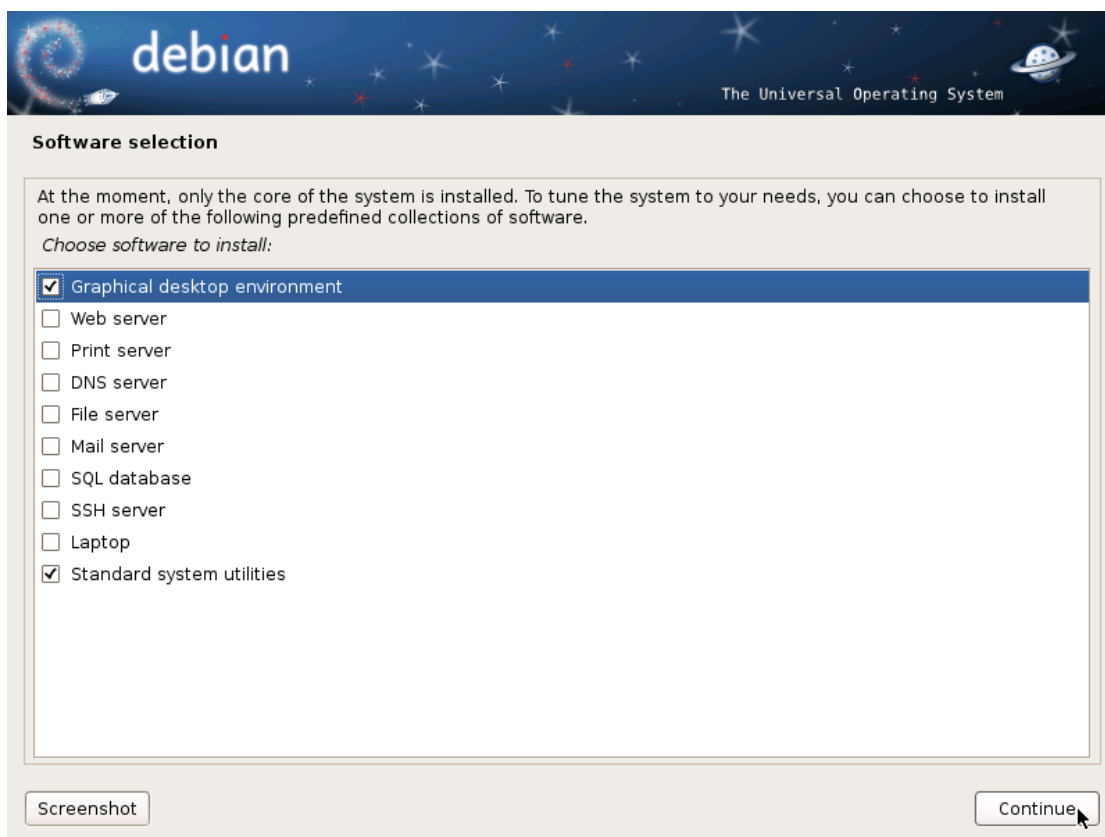 debian
The Universal Operating System
Software selection
At the moment, only the core of the system is installed. To tune the system to your needs, you can choose to install
one or more of the following predefined collections of software.
Choose software to install:
Graphical desktop environment
Web server
Print server
DNS server
File server
Mail server
SQL database
SSH server
Laptop
Standard system utilities
Screenshot
Continue